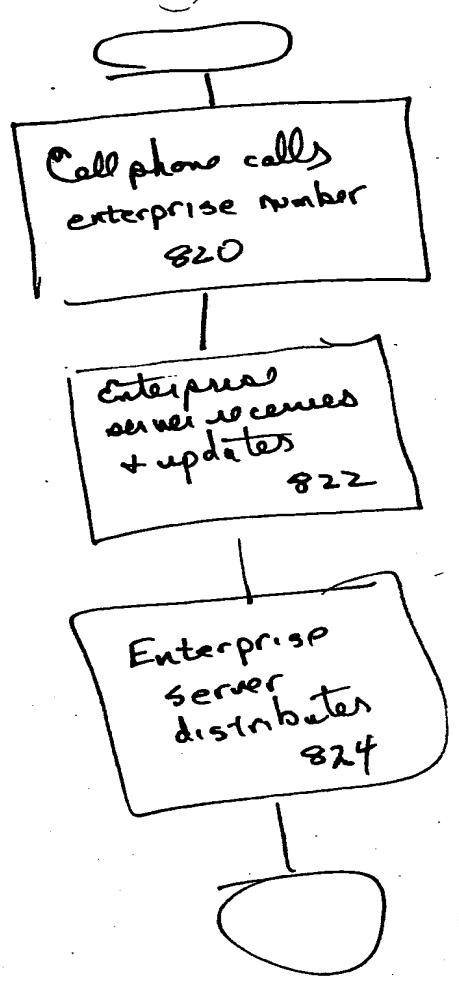 Cell phone calls
enterprise number
820
Enterprise
server receives
+ updates
822
Enterprise
server
distributes
824